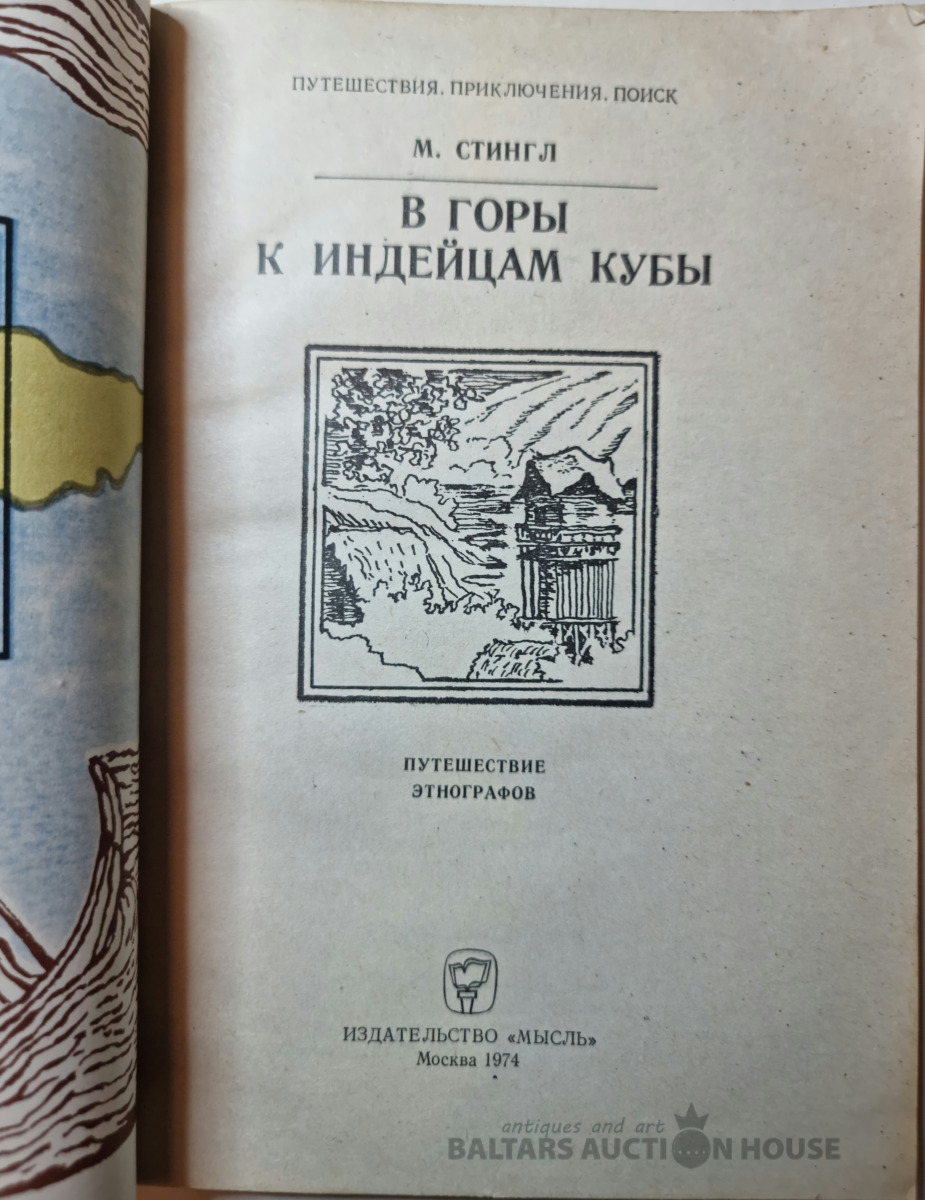 ПУТЕШЕСТВИЯ. ПРИКЛЮЧЕНИЯ. ПОИСК
М. СТИНГЛ
В ГОРЫ
К ИНДЕЙЦАМ КУБЫ
ПУТЕШЕСТВИЕ
ЭТНОГРАФОВ
ИЗДАТЕЛЬСТВО «МЫСЛЬ»
Москва 1974
antiques and art
BALTARS AUCTION HOUSE